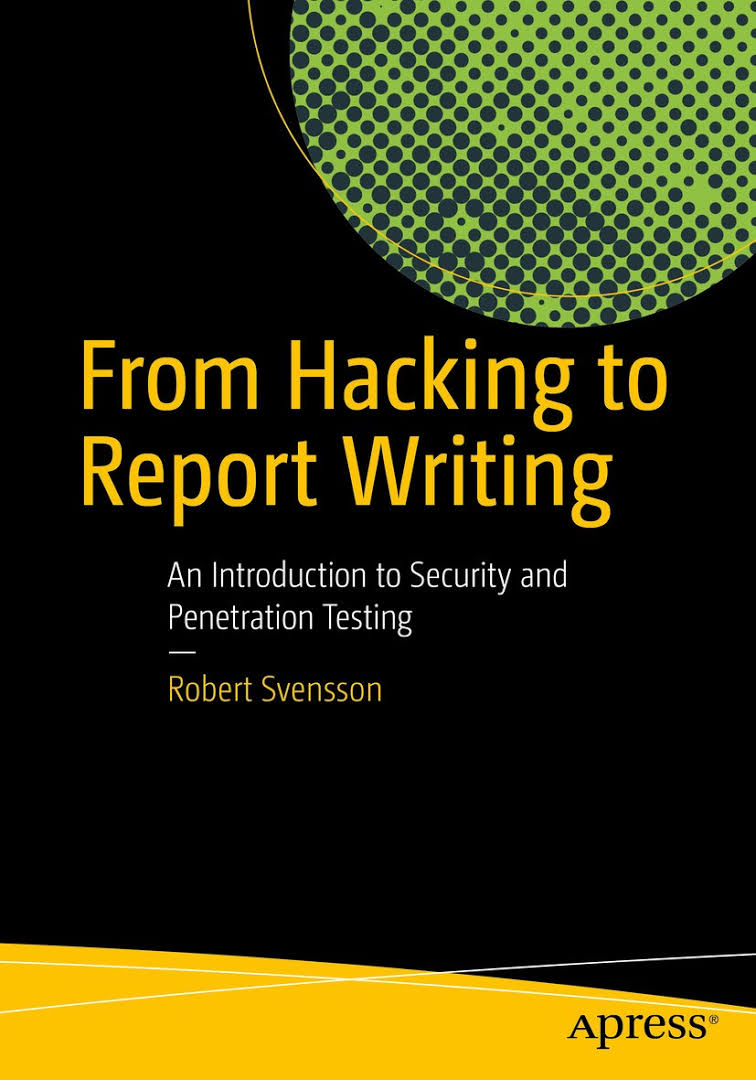 From Hacking to
Report Writing
An Introduction to Security and
Penetration Testing
Robert Svensson
Apress®